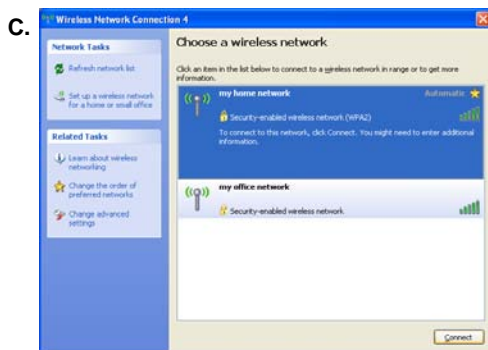 C.
Wireless Network Connection 4
Network Tasks
Refresh network list
Set up a wireless network
for a home or small office
Related Tasks
Learn about wireless
networking
Change the order of
preferred networks
Change advanced
settings
Choose a wireless network
Click an item in the list below to connect to a wireless network in range or to get more
information.
my home network Automatic
Security-enabled wireless network (WPA2)
To connect to this network, click Connect. You might need to enter additional
information.
my office network
Security-enabled wireless network
Connect